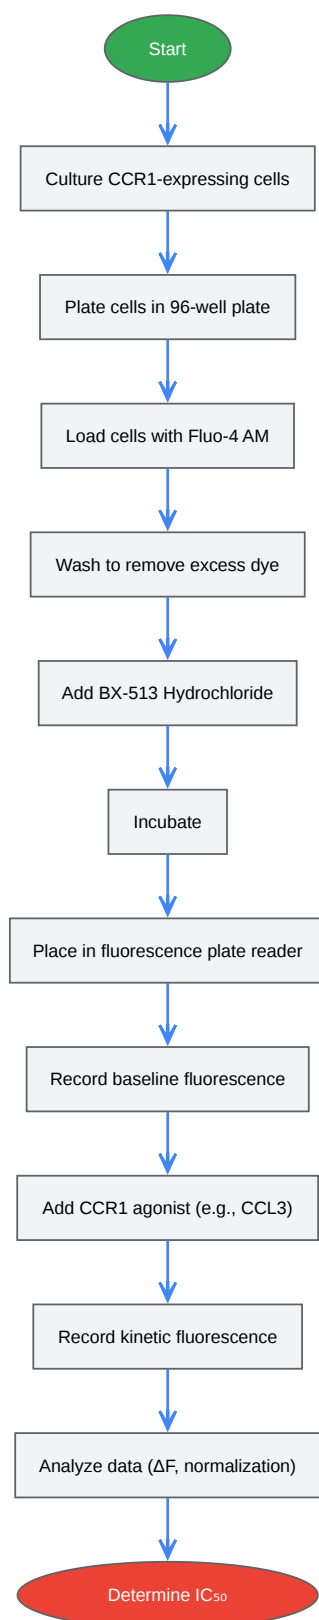 Start
Culture CCR1-expressing cells
Plate cells in 96-well plate
Load cells with Fluo-4 AM
Wash to remove excess dye
Add BX-513 Hydrochloride
Incubate
Place in fluorescence plate reader
Record baseline fluorescence
Add CCR1 agonist (e.g., CCL3)
Record kinetic fluorescence
Analyze data (ΔF, normalization)
Determine IC₅₀